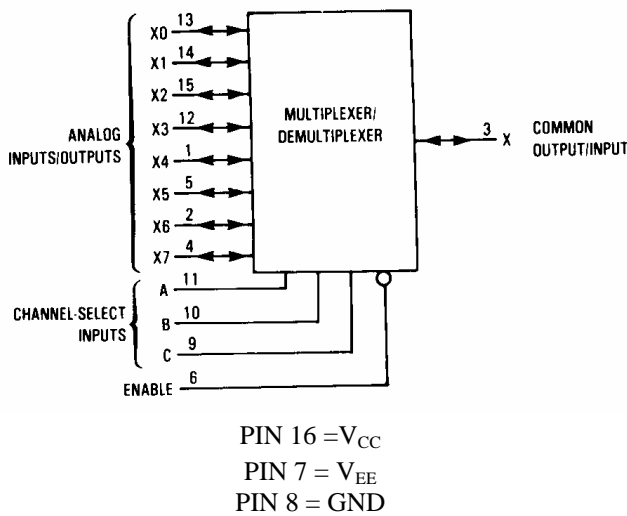 X0 13
X1 14
X2 15
X3 12
X4 1
X5 5
X6 2
X7 4
ANALOG
INPUTS/OUTPUTS
MULTIPLEXER/
DEMULTIPLEXER
3 X
COMMON
OUTPUT/INPUT
A 11
B 10
C 9
CHANNEL-SELECT
INPUTS
ENABLE 6
PIN 16 =VCC
PIN 7 = VEE
PIN 8 = GND